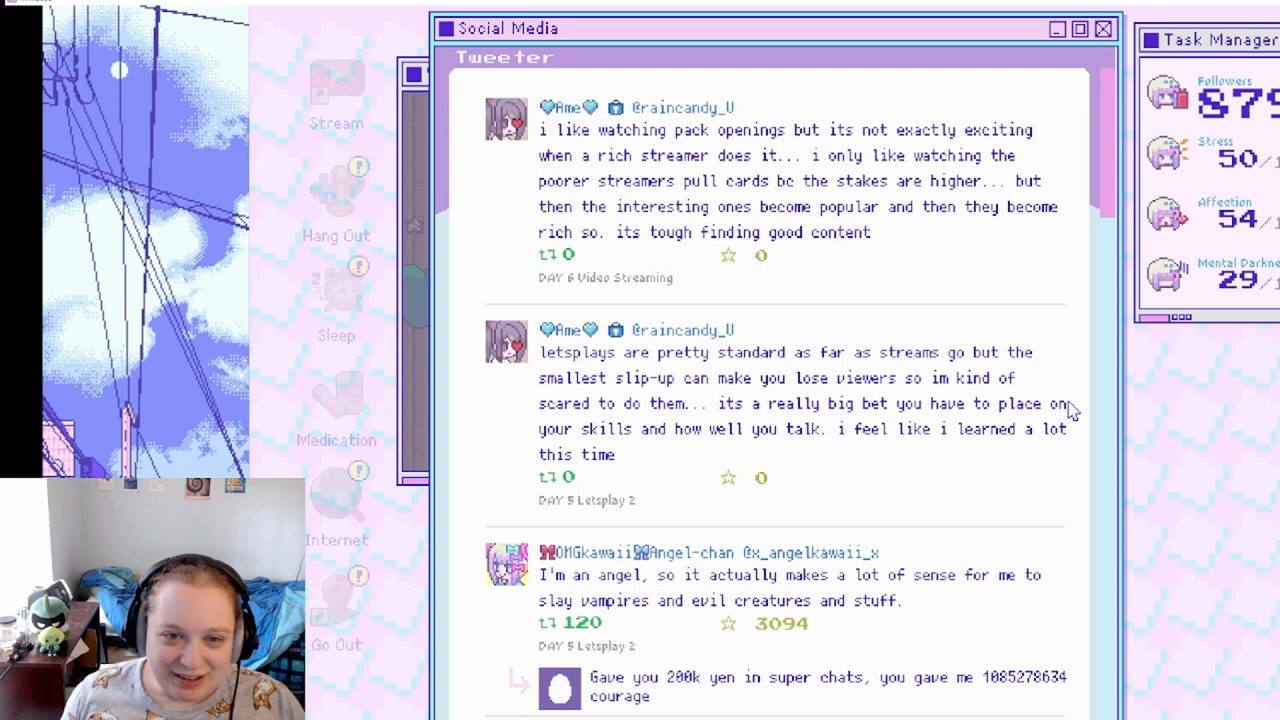 Social Media
Tweeter
Task Manager
Stream
Hang Out
Sleep
Medication
Internet
Go Out
Ame @raincandy_U
i like watching pack openings but its not exactly exciting
when a rich streamer does it... i only like watching the
poorer streamers pull cards bc the stakes are higher... but
then the interesting ones become popular and then they become
rich so. its tough finding good content
0 0
DAY 6 Video Streaming
Ame @raincandy_U
letsplays are pretty standard as far as streams go but the
smallest slip-up can make you lose viewers so im kind of
scared to do them... its a really big bet you have to place on
your skills and how well you talk. i feel like i learned a lot
this time
0 0
DAY 5 Letsplay 2
OMGkawaiiAngel-chan @x_angelkawaii_x
I'm an angel, so it actually makes a lot of sense for me to
slay vampires and evil creatures and stuff.
120 3094
DAY 5 Letsplay 2
Gave you 200k yen in super chats, you gave me 1085278634
courage
Followers
Stress
50/1
Affection
54/1
Mental Darkne
29/1